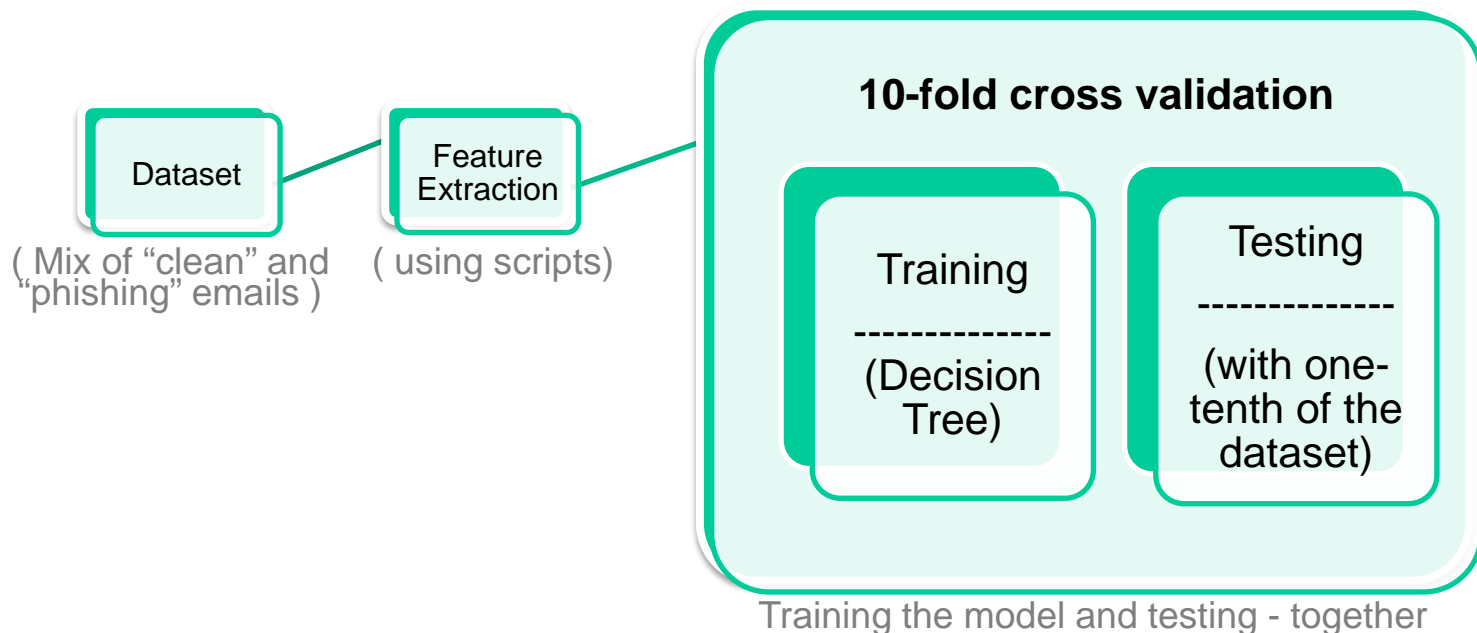 10-fold cross validation
Dataset
( Mix of “clean” and
“phishing” emails )
Feature
Extraction
( using scripts)
Training
--------------
(Decision
Tree)
Testing
--------------
(with one-
tenth of the
dataset)
Training the model and testing - together